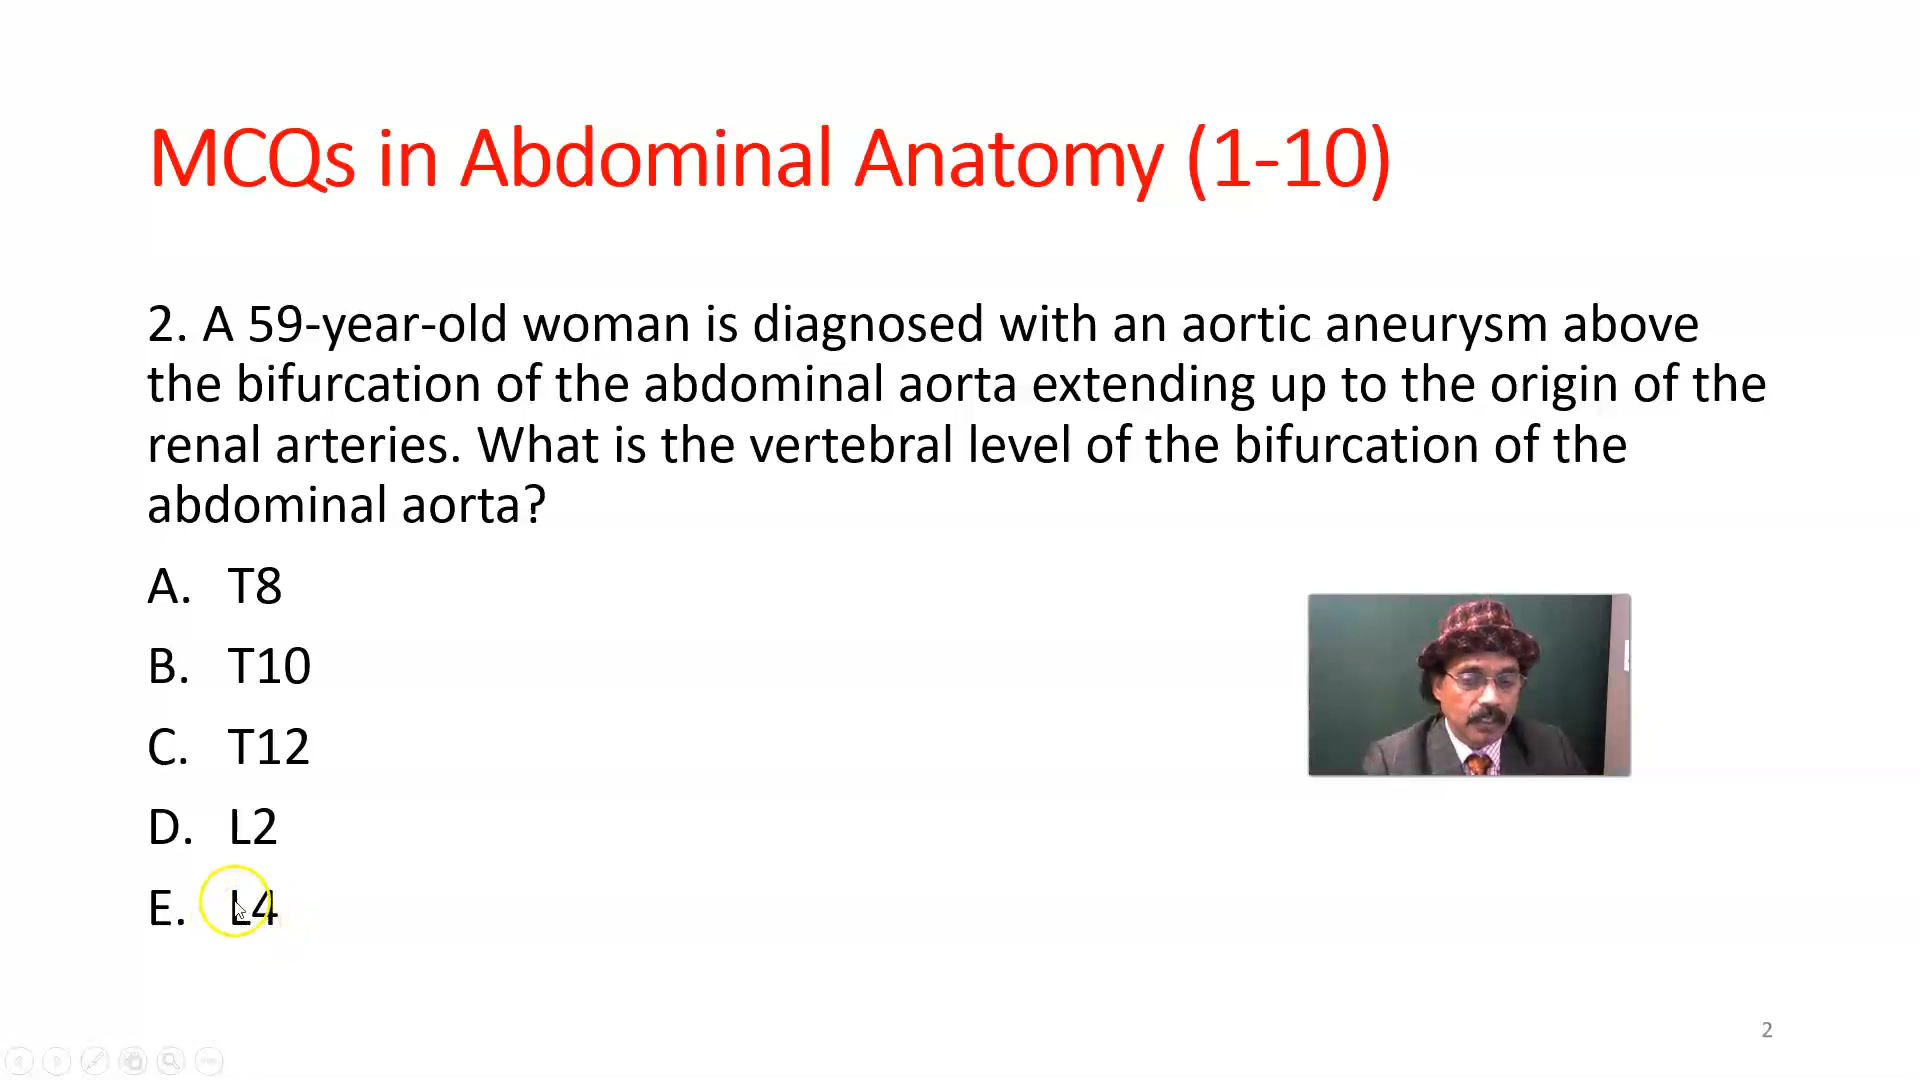 MCQs in Abdominal Anatomy (1-10)
2. A 59-year-old woman is diagnosed with an aortic aneurysm above
the bifurcation of the abdominal aorta extending up to the origin of the
renal arteries. What is the vertebral level of the bifurcation of the
abdominal aorta?
A. T8
B. T10
C. T12
D. L2
E. L4
2